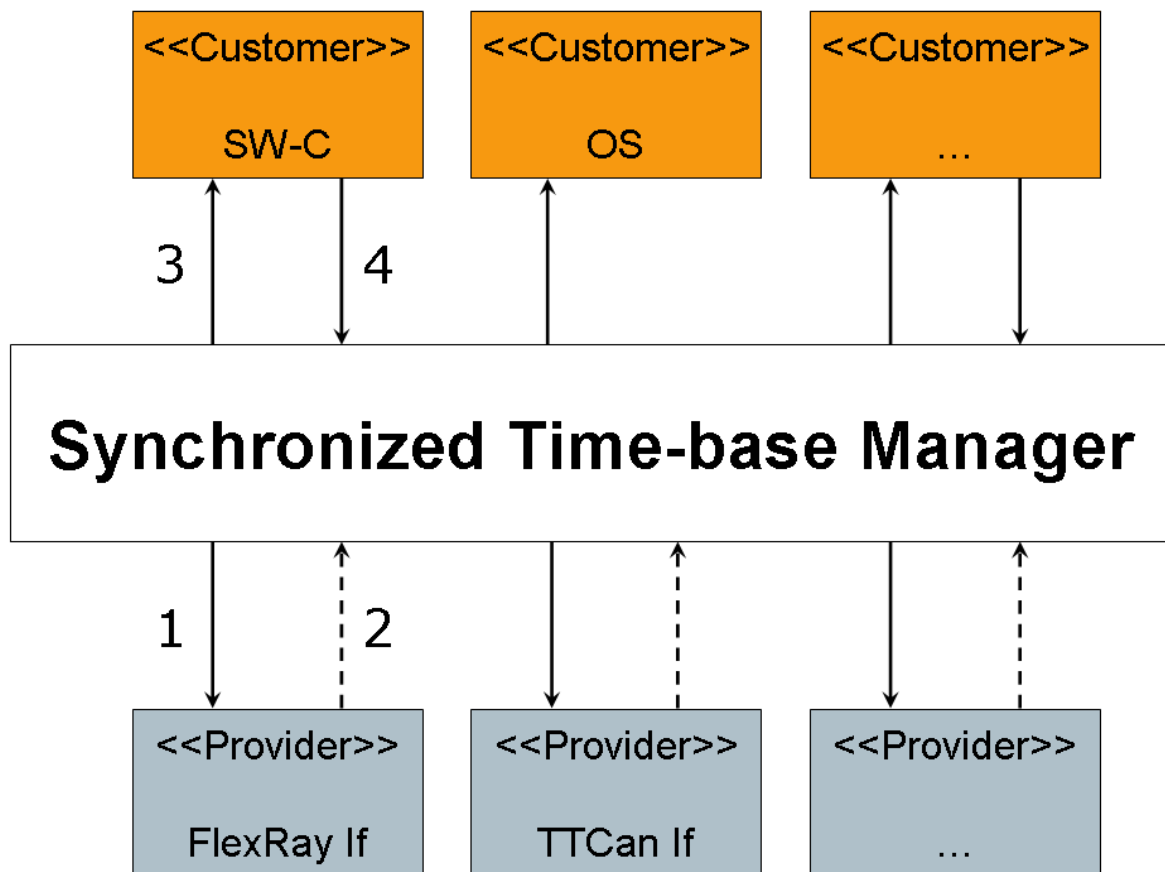 <<Customer>>
SW-C
<<Customer>>
OS
<<Customer>>
...
3
4
Synchronized Time-base Manager
1
2
<<Provider>>
FlexRay If
<<Provider>>
TTCan If
<<Provider>>
...